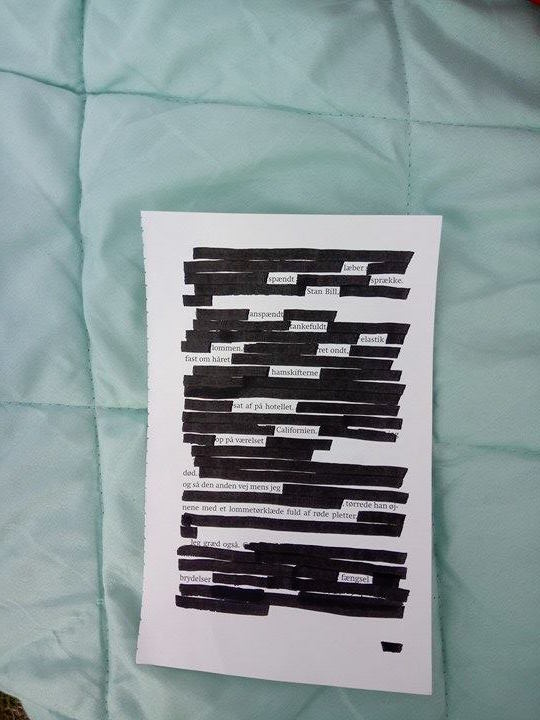 læber
spændt sprække.
Stan Bill,
anspændt
tankefuldt
elastik
lommen, ret ondt,
fast om håret
hamskifterne
sat af på hotellet.
Californien,
op på værelset
død.
og så den anden vej mens jeg
, tørrede han øj-
nene med et lommetørklæde fuld af røde pletter
Jeg græd også.
brydelser fængsel